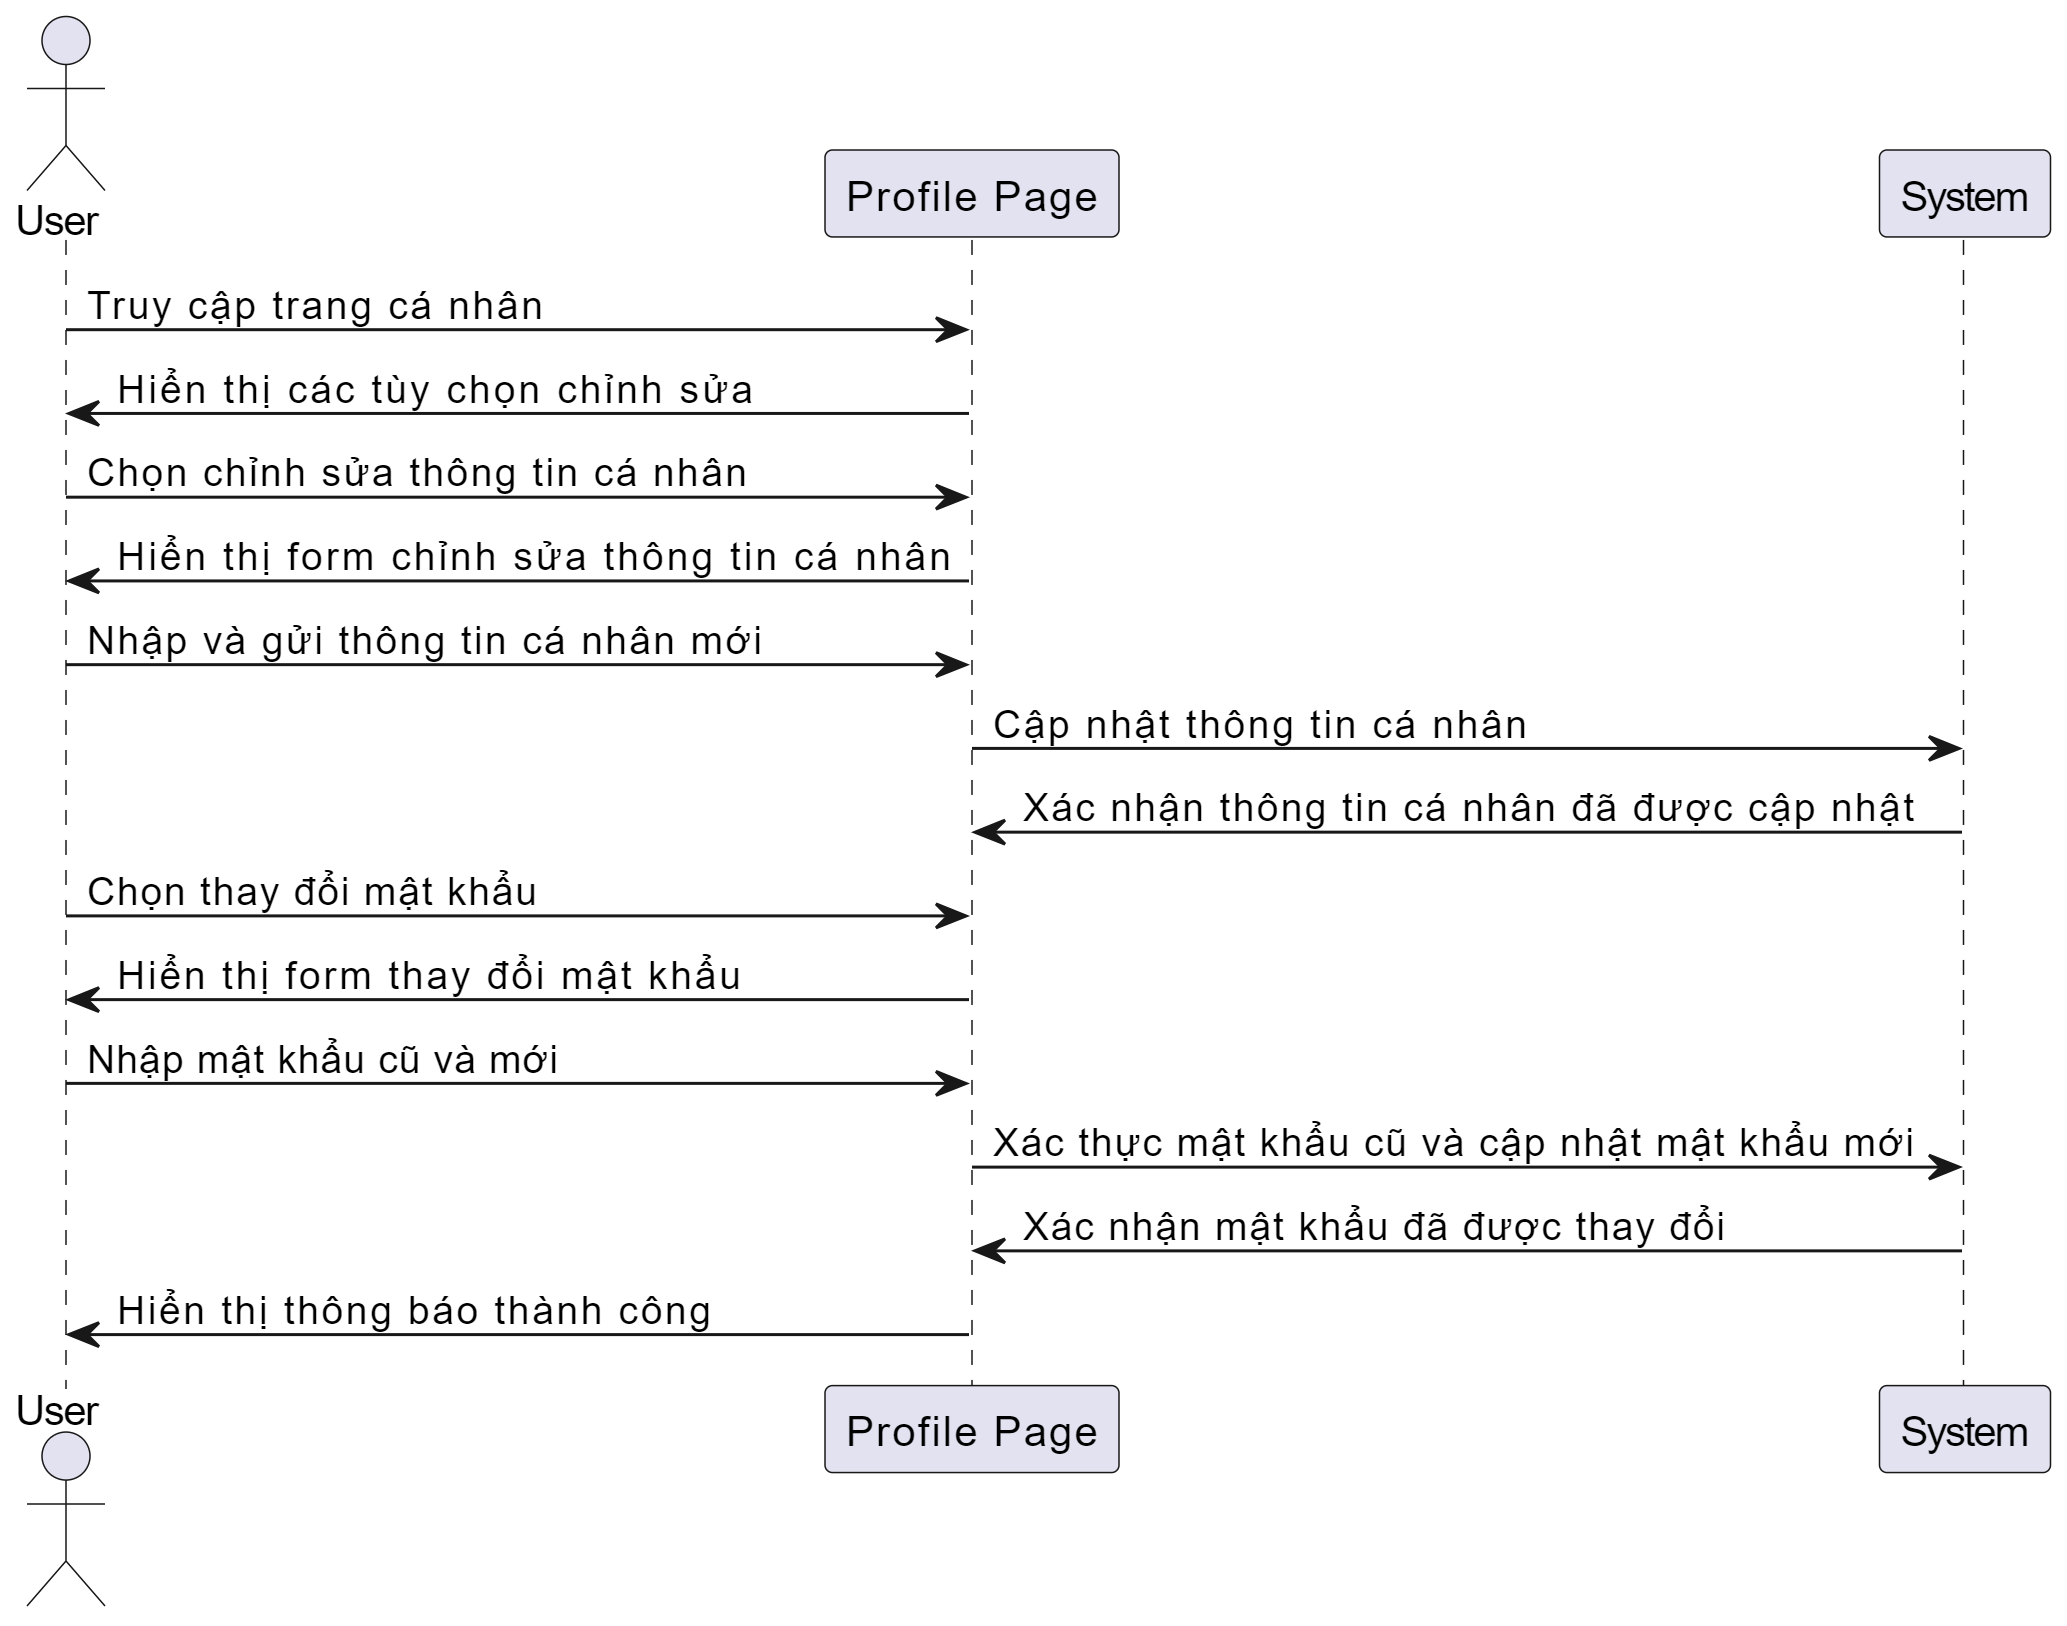 User
Profile Page
System
Truy cập trang cá nhân
Hiển thị các tùy chọn chỉnh sửa
Chọn chỉnh sửa thông tin cá nhân
Hiển thị form chỉnh sửa thông tin cá nhân
Nhập và gửi thông tin cá nhân mới
Cập nhật thông tin cá nhân
Xác nhận thông tin cá nhân đã được cập nhật
Chọn thay đổi mật khẩu
Hiển thị form thay đổi mật khẩu
Nhập mật khẩu cũ và mới
Xác thực mật khẩu cũ và cập nhật mật khẩu mới
Xác nhận mật khẩu đã được thay đổi
Hiển thị thông báo thành công
User
Profile Page
System